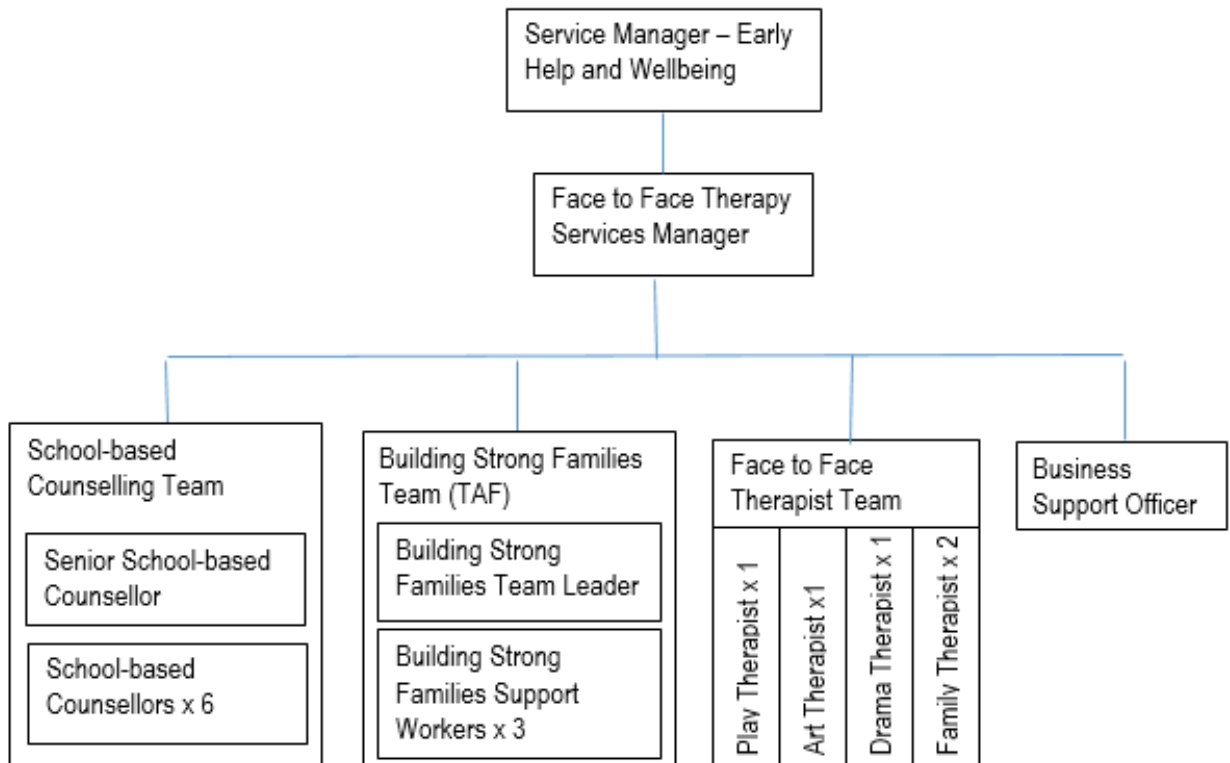 Service Manager – Early
Help and Wellbeing
Face to Face Therapy
Services Manager
School-based
Counselling Team
Senior School-based
Counsellor
School-based
Counsellors x 6
Building Strong Families
Team (TAF)
Building Strong
Families Team Leader
Building Strong
Families Support
Workers x 3
Face to Face
Therapist Team
Play Therapist x 1
Art Therapist x1
Drama Therapist x 1
Family Therapist x 2
Business
Support Officer